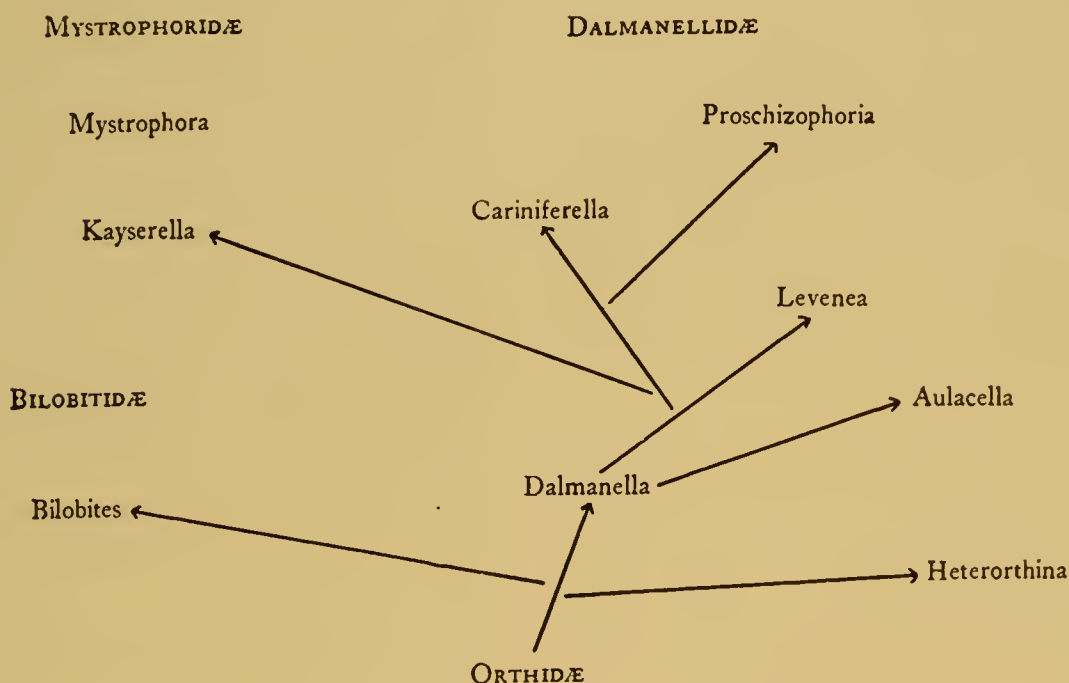 MYSTROPHORIDÆ DALMANELLIDÆ
Mystrophora
Proschizophoria
Cariniferella
Kayserella
Levenea
BILOBITIDÆ
Aulacella
Dalmanella
Bilobites
Heterorthina
ORTHIDÆ